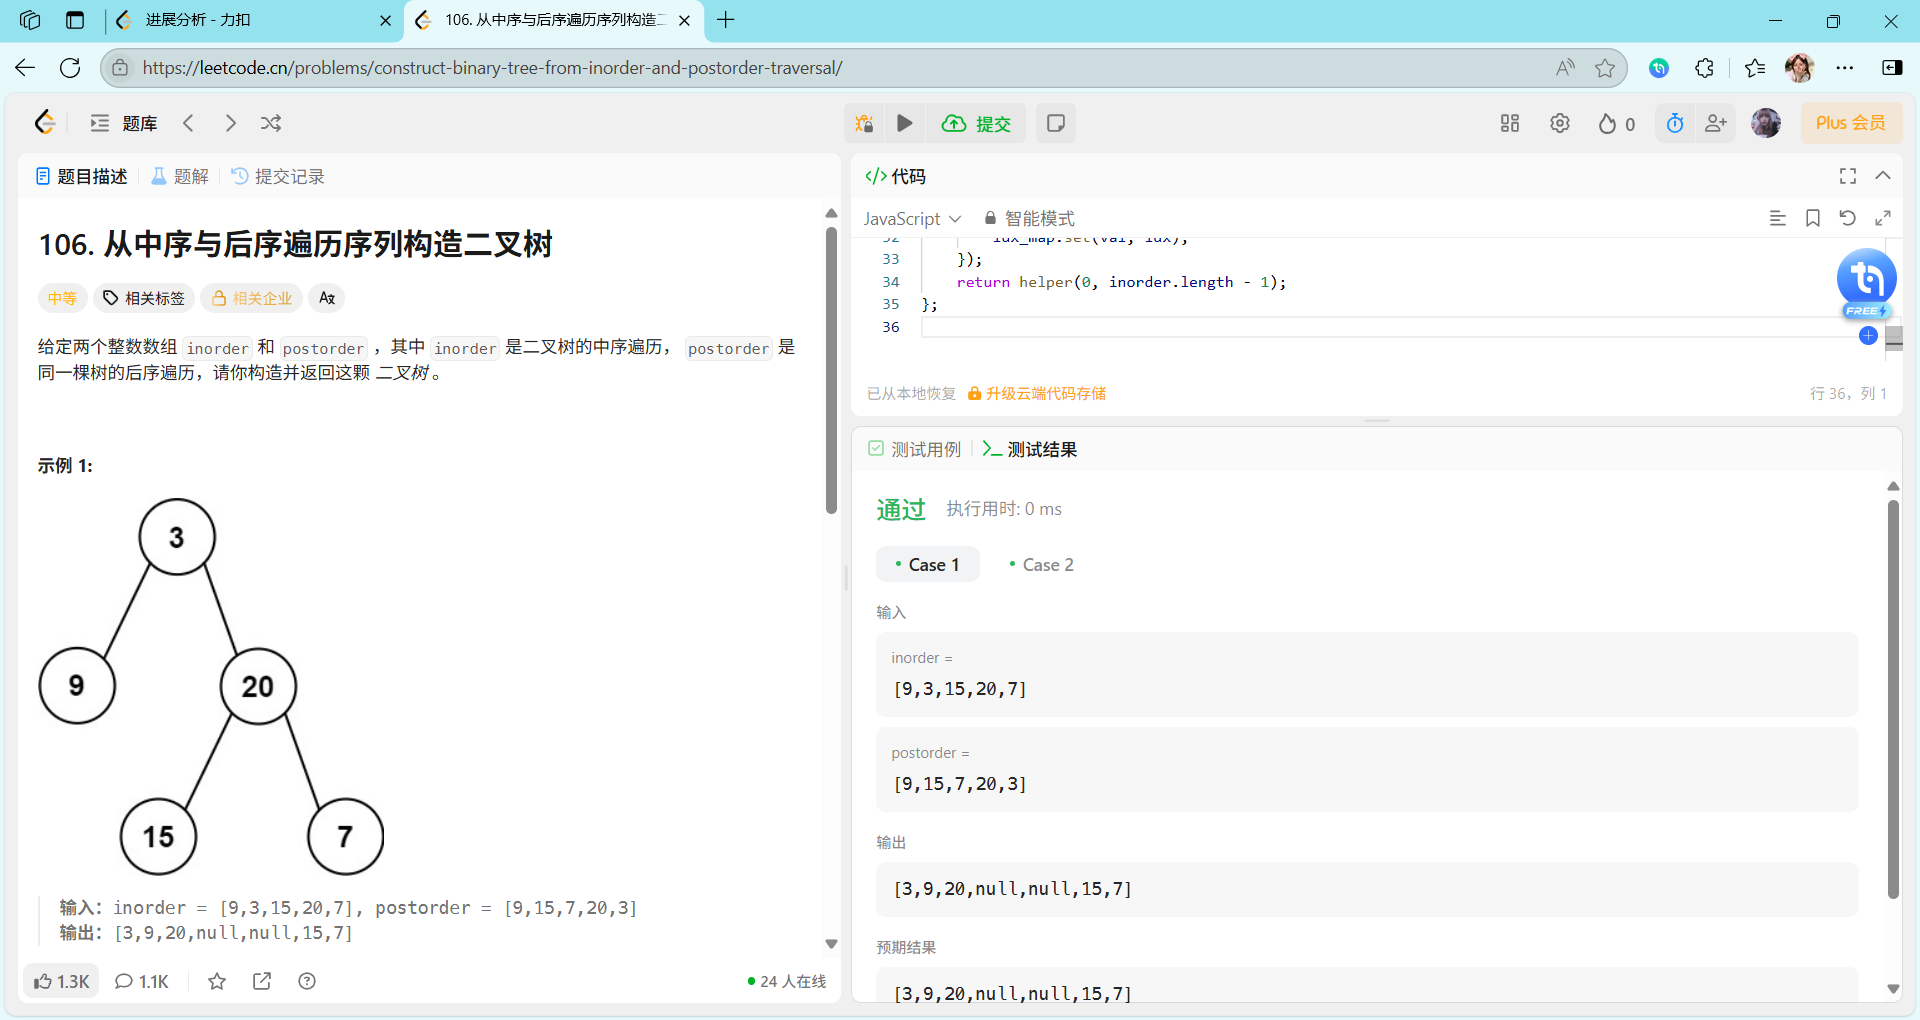 进展分析 - 力扣
106. 从中序与后序遍历序列构造二
https://leetcode.cn/problems/construct-binary-tree-from-inorder-and-postorder-traversal/
题库
提交
0
Plus 会员
题目描述
题解
提交记录
106. 从中序与后序遍历序列构造二叉树
中等
相关标签
相关企业
给定两个整数数组 inorder 和 postorder ，其中 inorder 是二叉树的中序遍历， postorder 是
同一棵树的后序遍历，请你构造并返回这颗 二叉树 。
示例 1:
3
9
20
15
7
输入：inorder = [9,3,15,20,7], postorder = [9,15,7,20,3]
输出：[3,9,20,null,null,15,7]
1.3K
1.1K
24 人在线
</> 代码
JavaScript
智能模式
32 idx_map.set(val, idx);
33 });
34 return helper(0, inorder.length - 1);
35 };
36
FREE
已从本地恢复
升级云端代码存储
行 36，列 1
测试用例
测试结果
通过
执行用时: 0 ms
Case 1
Case 2
输入
inorder =
[9,3,15,20,7]
postorder =
[9,15,7,20,3]
输出
[3,9,20,null,null,15,7]
预期结果
[3,9,20,null,null,15,7]